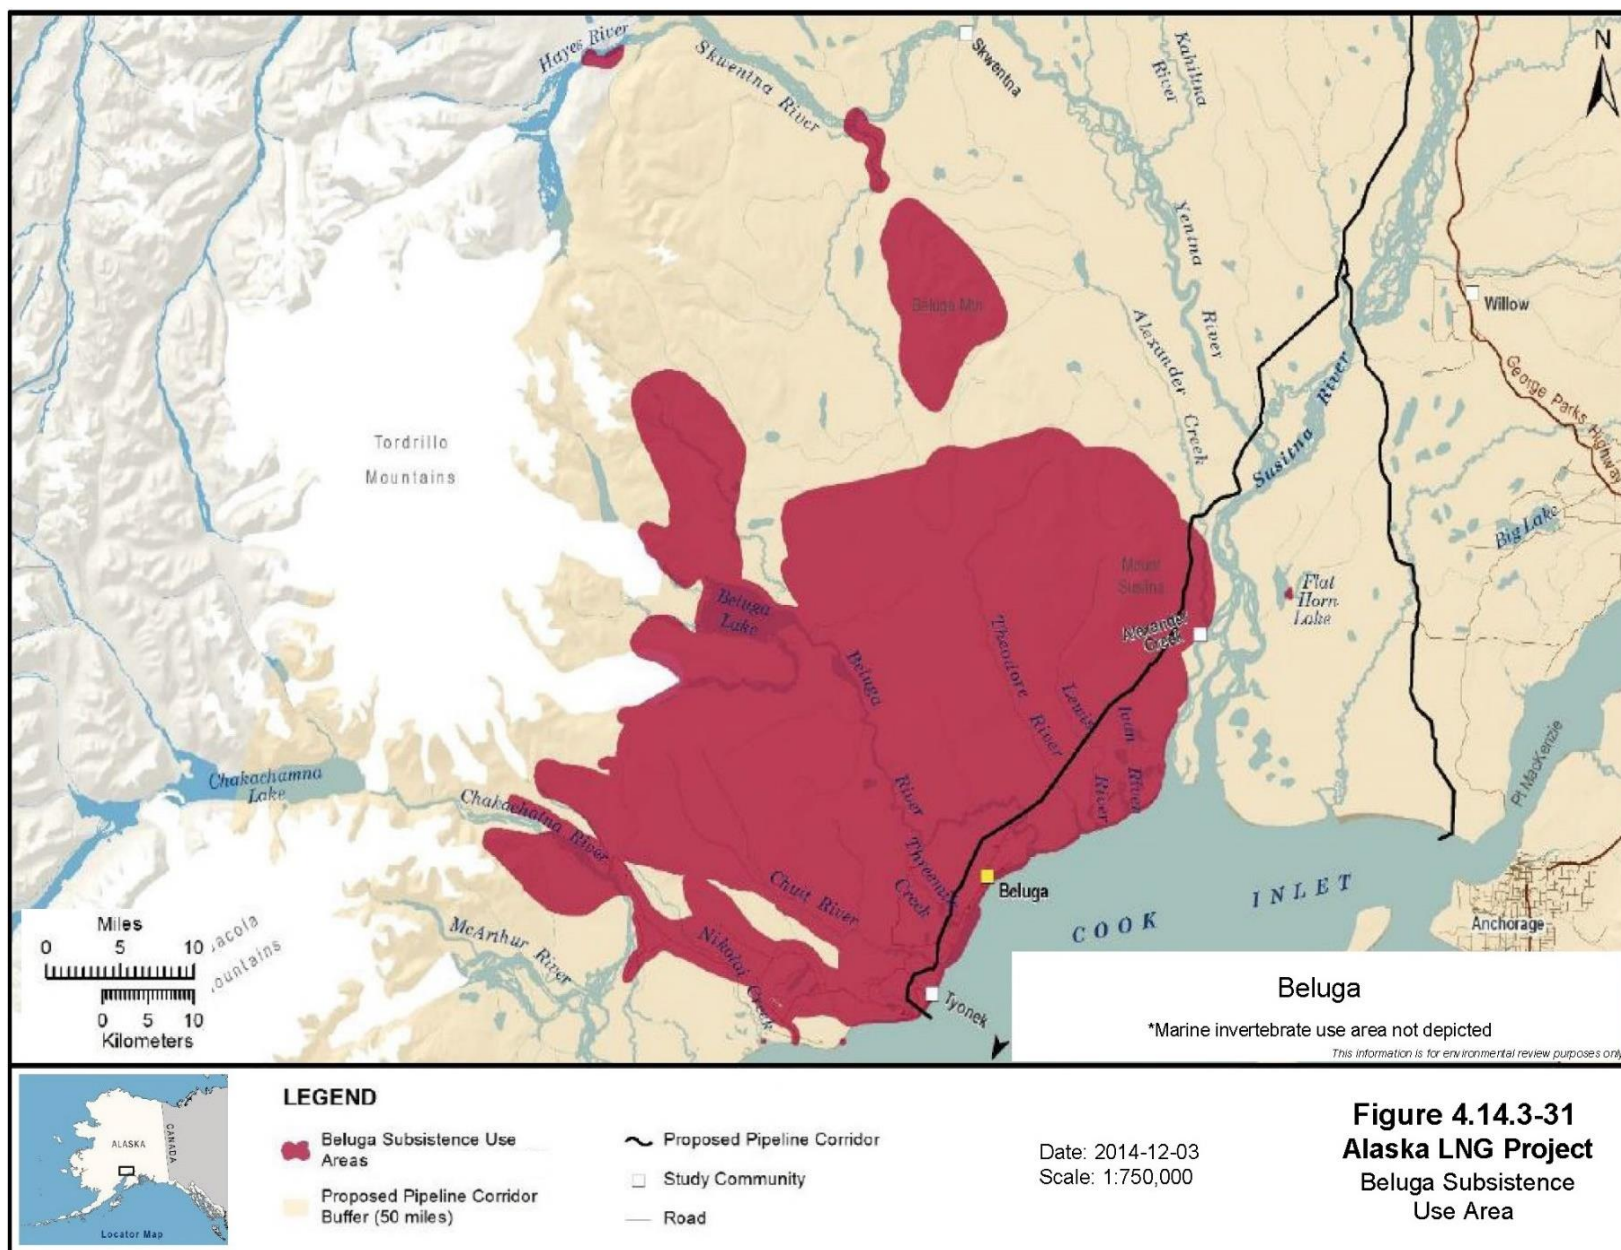 Hayes River
Skwentna River
Skwentna
Kahiltna
River
N
Yentna
River
Beluga Mtn
Alexander
Creek
Willow
George Parks Highway
Susitna
River
Tordrillo
Mountains
Big Lake
Mount
Susitna
Flat
Horn
Lake
Alexander
Creek
Beluga
Lake
Beluga
River
Theodore
River
Lewis
River
Ivan
River
Pt MacKenzie
Chakachamna
Lake
Chakachatna River
Threemile
Creek
Chuit River
Beluga
COOK INLET
Anchorage
McArthur
River
Nikolai
Creek
Tyonek
Miles
0 5 10
0 5 10
Kilometers
Beluga
*Marine invertebrate use area not depicted
This information is for environmental review purposes only
ALASKA
CANADA
Locator Map
LEGEND
Beluga Subsistence Use
Areas
Proposed Pipeline Corridor
Buffer (50 miles)
Proposed Pipeline Corridor
Study Community
Road
Date: 2014-12-03
Scale: 1:750,000
Figure 4.14.3-31
Alaska LNG Project
Beluga Subsistence
Use Area